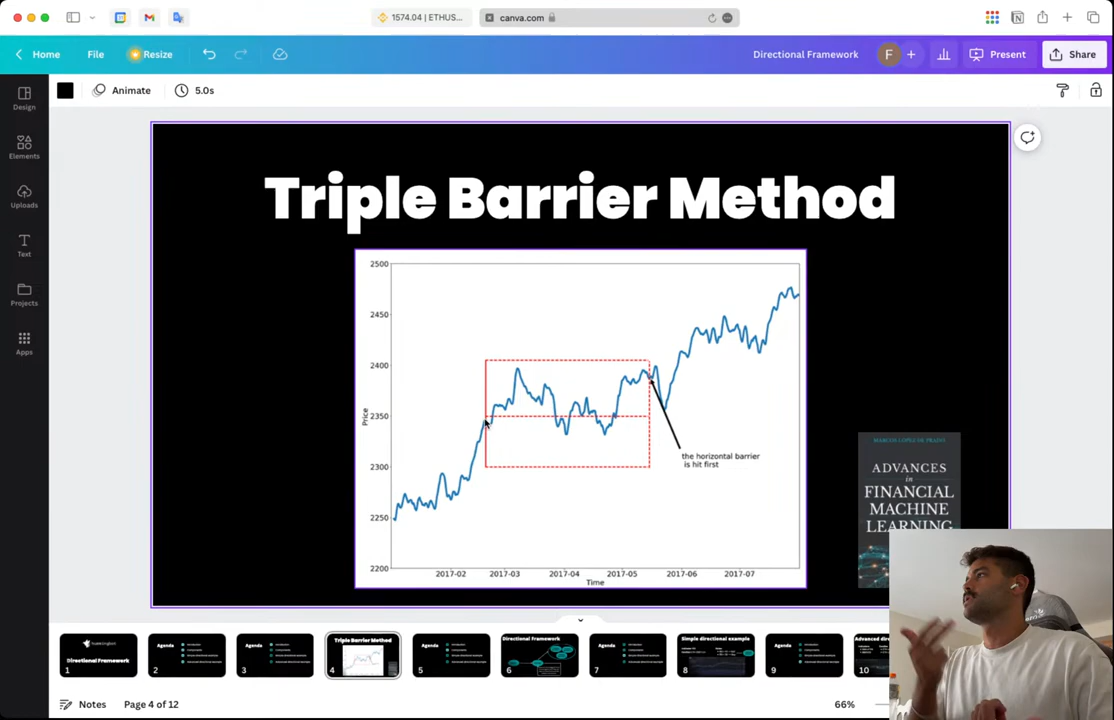 1574.04 | ETHUS...
canva.com
Home
File
Resize
Directional Framework
F
Present
Share
Animate
5.0s
Design
Elements
Uploads
Text
Projects
Apps
Triple Barrier Method
2500
2450
2400
2350
2300
2250
2200
Price
the horizontal barrier
is hit first
2017-02
2017-03
2017-04
2017-05
2017-06
2017-07
Time
MARCOS LOPEZ DE PRADO
ADVANCES
in
FINANCIAL
MACHINE
LEARNING
Directional Framework
1
Agenda
2
Agenda
3
Triple Barrier Method
4
Agenda
5
Directional Framework
6
Agenda
7
Simple directional example
8
Agenda
9
10
Notes
Page 4 of 12
66%